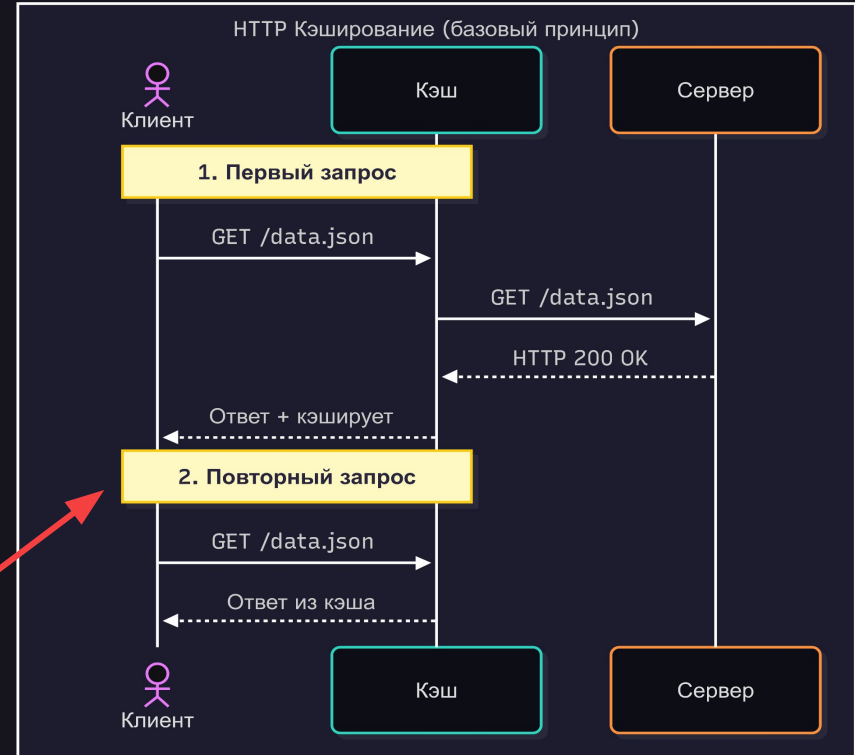 HTTP Кэширование (базовый принцип)
Клиент
Кэш
Сервер
1. Первый запрос
GET /data.json
GET /data.json
HTTP 200 OK
Ответ + кэширует
2. Повторный запрос
GET /data.json
Ответ из кэша
Клиент
Кэш
Сервер